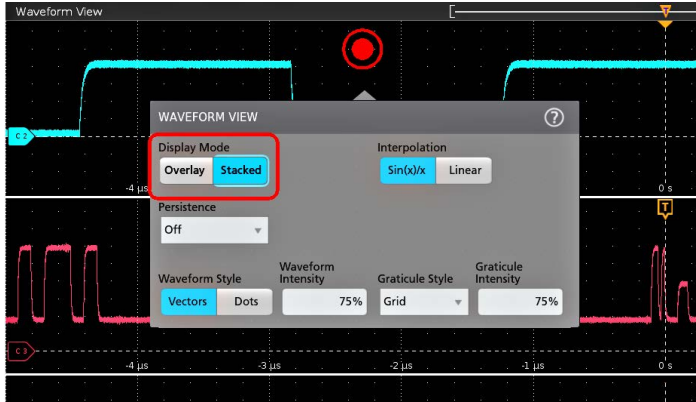 Waveform View
T
C 2
WAVEFORM VIEW
?
Display Mode
Interpolation
Overlay Stacked
Sin(x)/x Linear
-4 µs
0 s
Persistence
T
Off
Waveform Style
Waveform
Intensity
Graticule Style
Graticule
Intensity
Vectors Dots
75%
Grid
75%
C 3
-4 µs
-3 µs
-2 µs
-1 µs
0 s